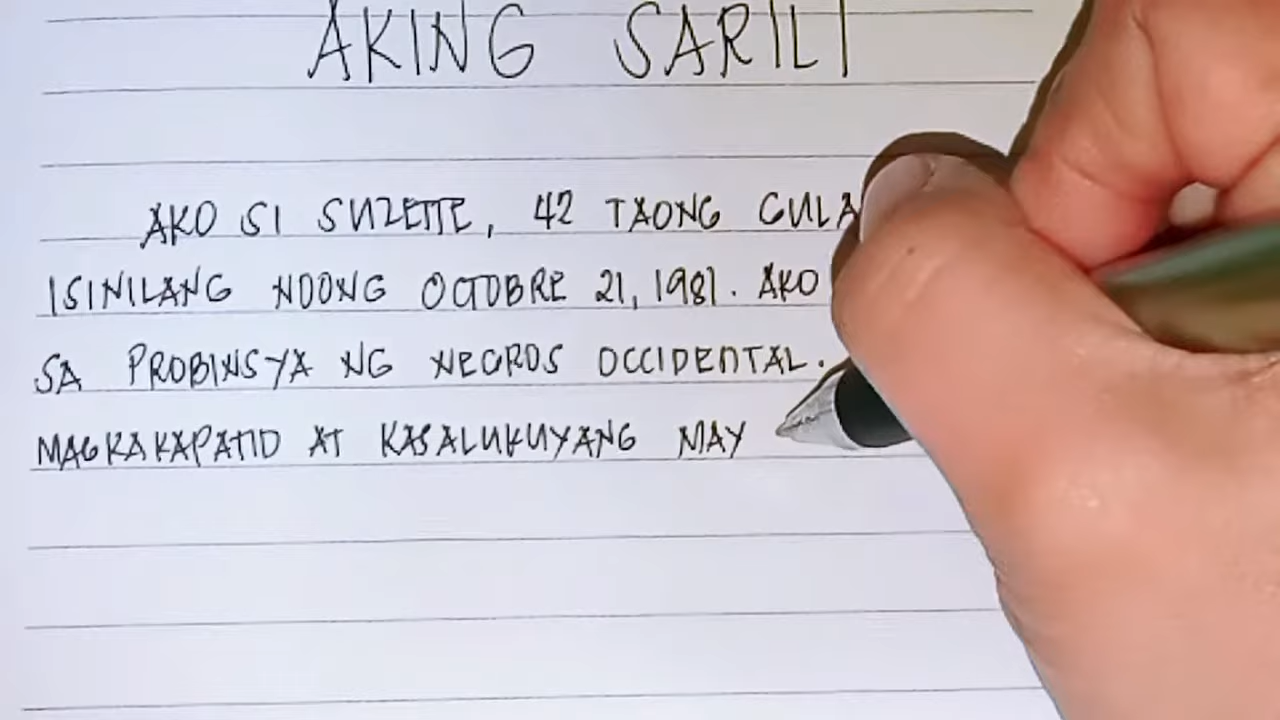 AKING SARILI
AKO SI SUZETTE, 42 TAONG GULA
ISINILANG NOONG OCTOBRE 21, 1981. AKO
SA PROBINSYA NG NEGROS OCCIDENTAL.
MAGKAKAPATID AT KASALUKUYANG MAY